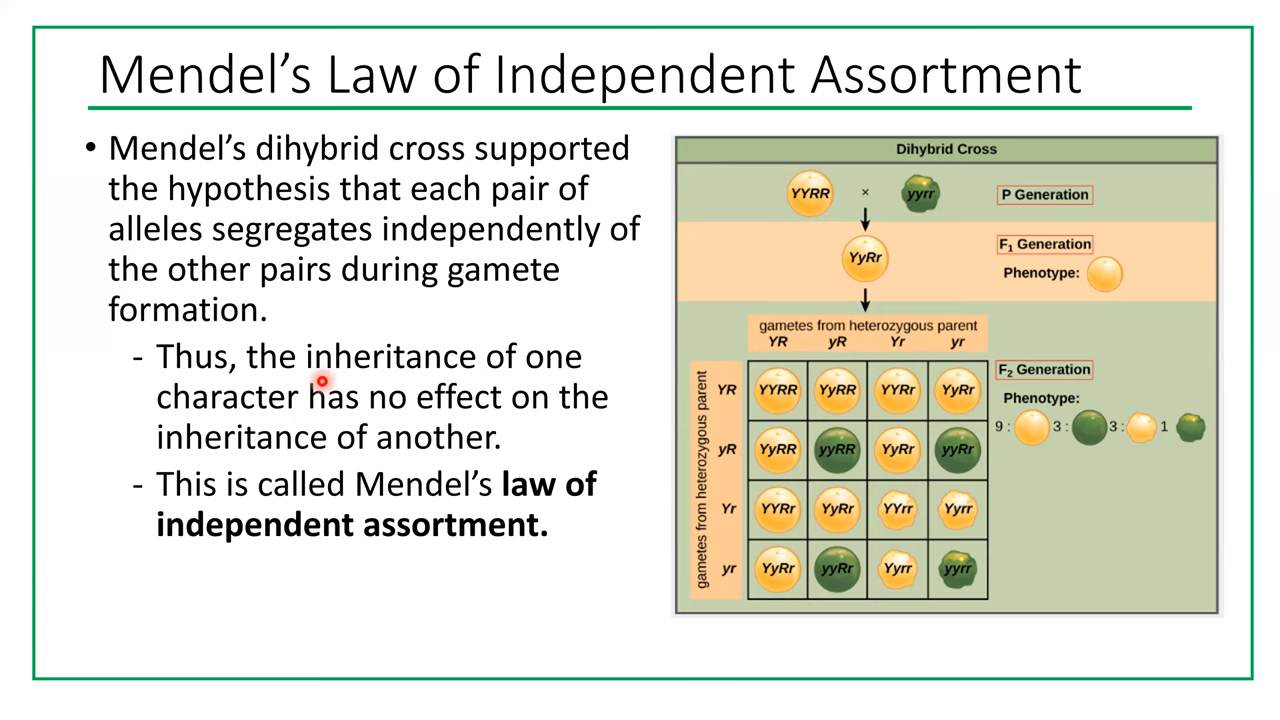 Mendel’s Law of Independent Assortment
• Mendel’s dihybrid cross supported
the hypothesis that each pair of
alleles segregates independently of
the other pairs during gamete
formation.
- Thus, the inheritance of one
character has no effect on the
inheritance of another.
- This is called Mendel’s law of
independent assortment.
Dihybrid Cross
YYRR × yyrr P Generation
YyRr F1 Generation
Phenotype:
gametes from heterozygous parent
YR yR Yr yr
gametes from heterozygous parent
YR YYRR YyRR YYRr YyRr
yR YyRR yyRR YyRr yyRr
Yr YYRr YyRr YYrr Yyrr
yr YyRr yyRr Yyrr yyrr
F2 Generation
Phenotype:
9 : 3 : 3 : 1